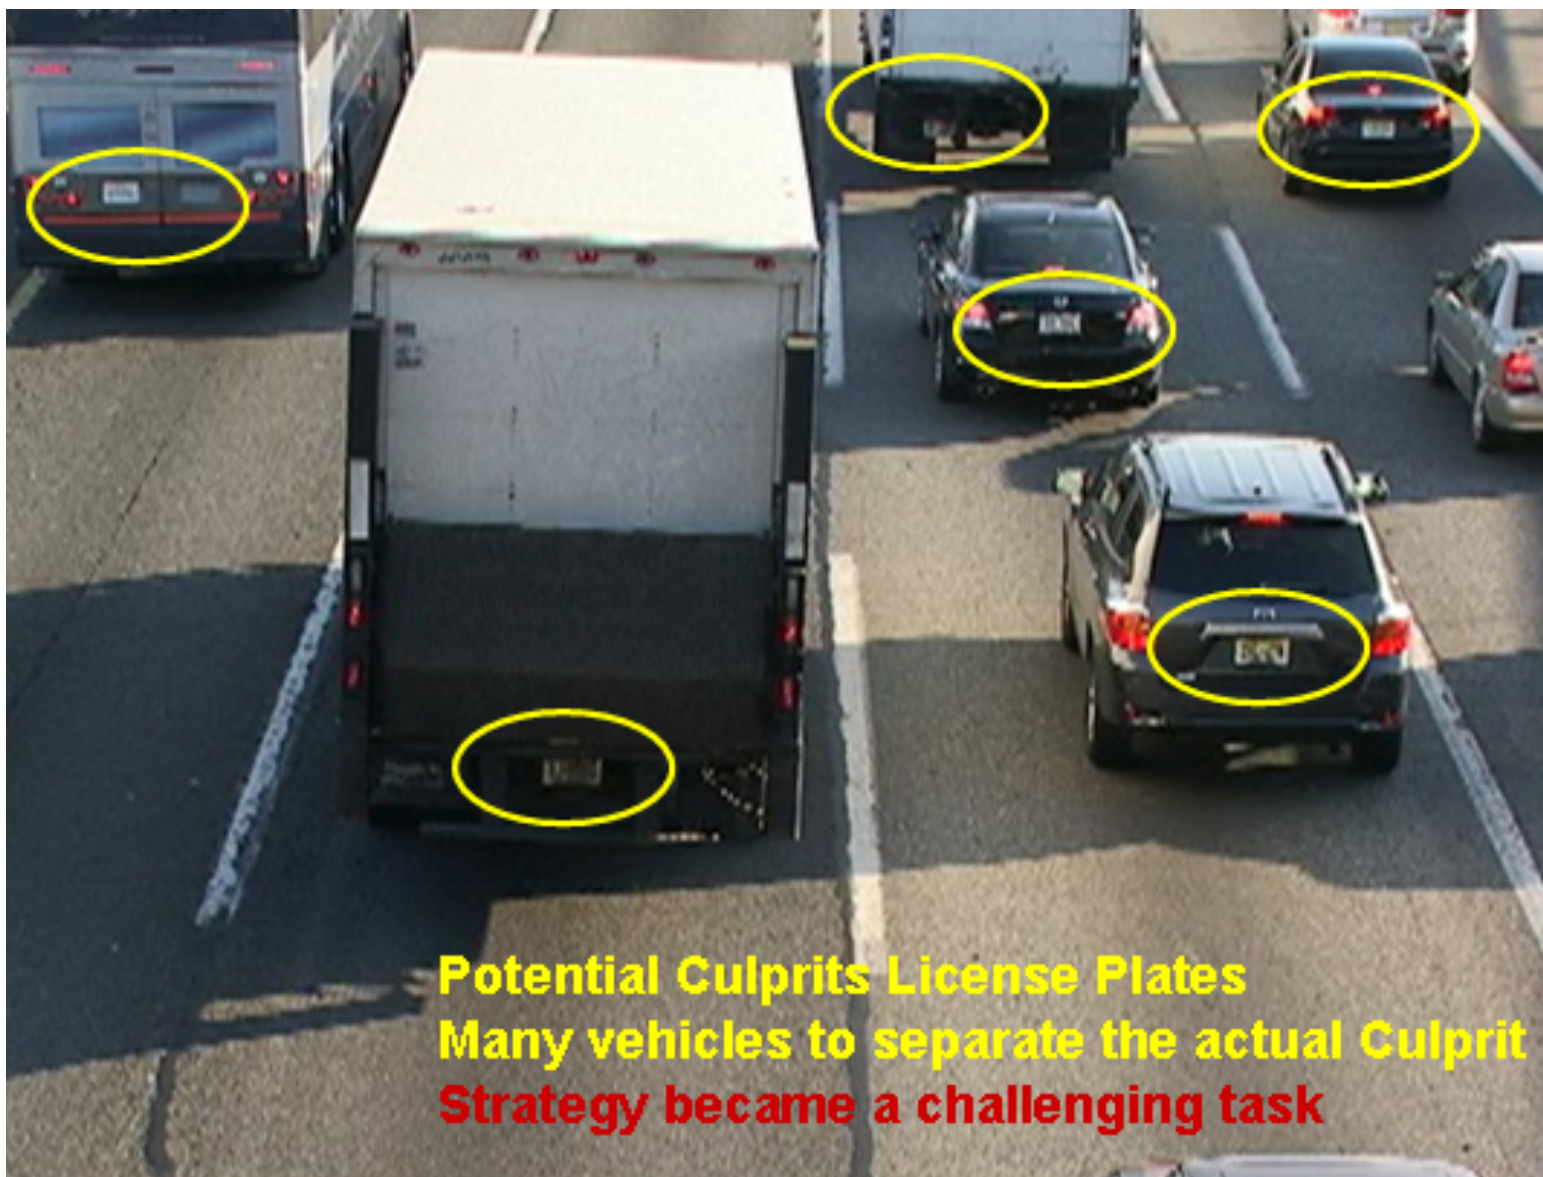 Potential Culprits License Plates
Many vehicles to separate the actual Culprit
Strategy became a challenging task